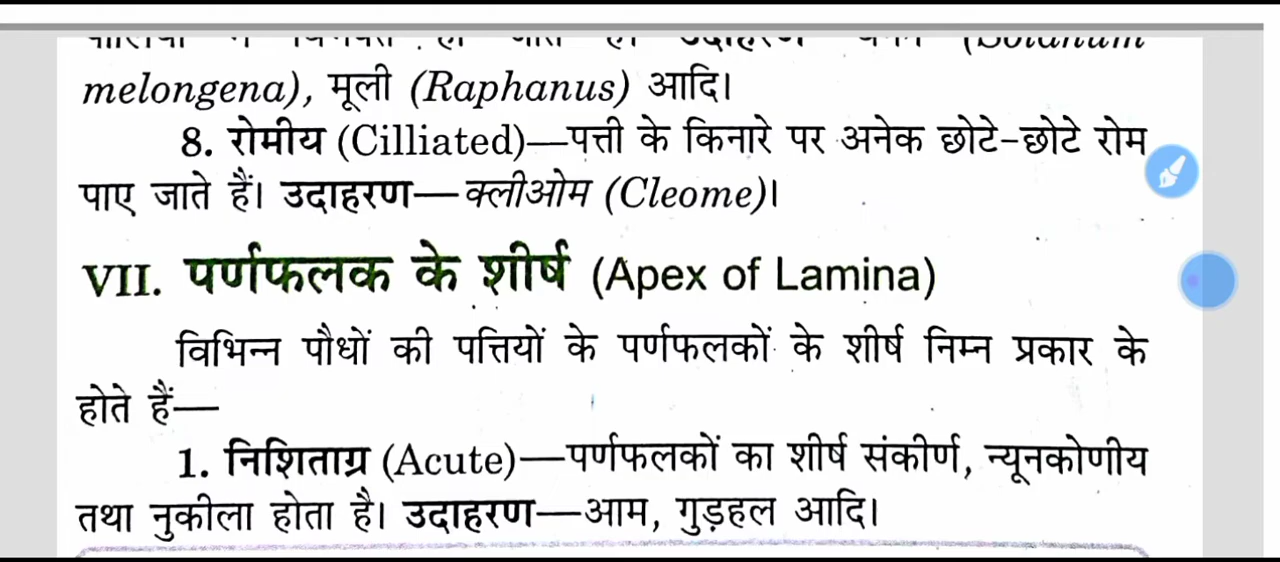 melongena), मूली (Raphanus) आदि।
8. रोमीय (Cilliated)—पत्ती के किनारे पर अनेक छोटे-छोटे रोम
पाए जाते हैं। उदाहरण—क्लीओम (Cleome)।
VII. पर्णफलक के शीर्ष (Apex of Lamina)
विभिन्न पौधों की पत्तियों के पर्णफलकों के शीर्ष निम्न प्रकार के
होते हैं—
1. निशिताग्र (Acute)—पर्णफलकों का शीर्ष संकीर्ण, न्यूनकोणीय
तथा नुकीला होता है। उदाहरण—आम, गुड़हल आदि।